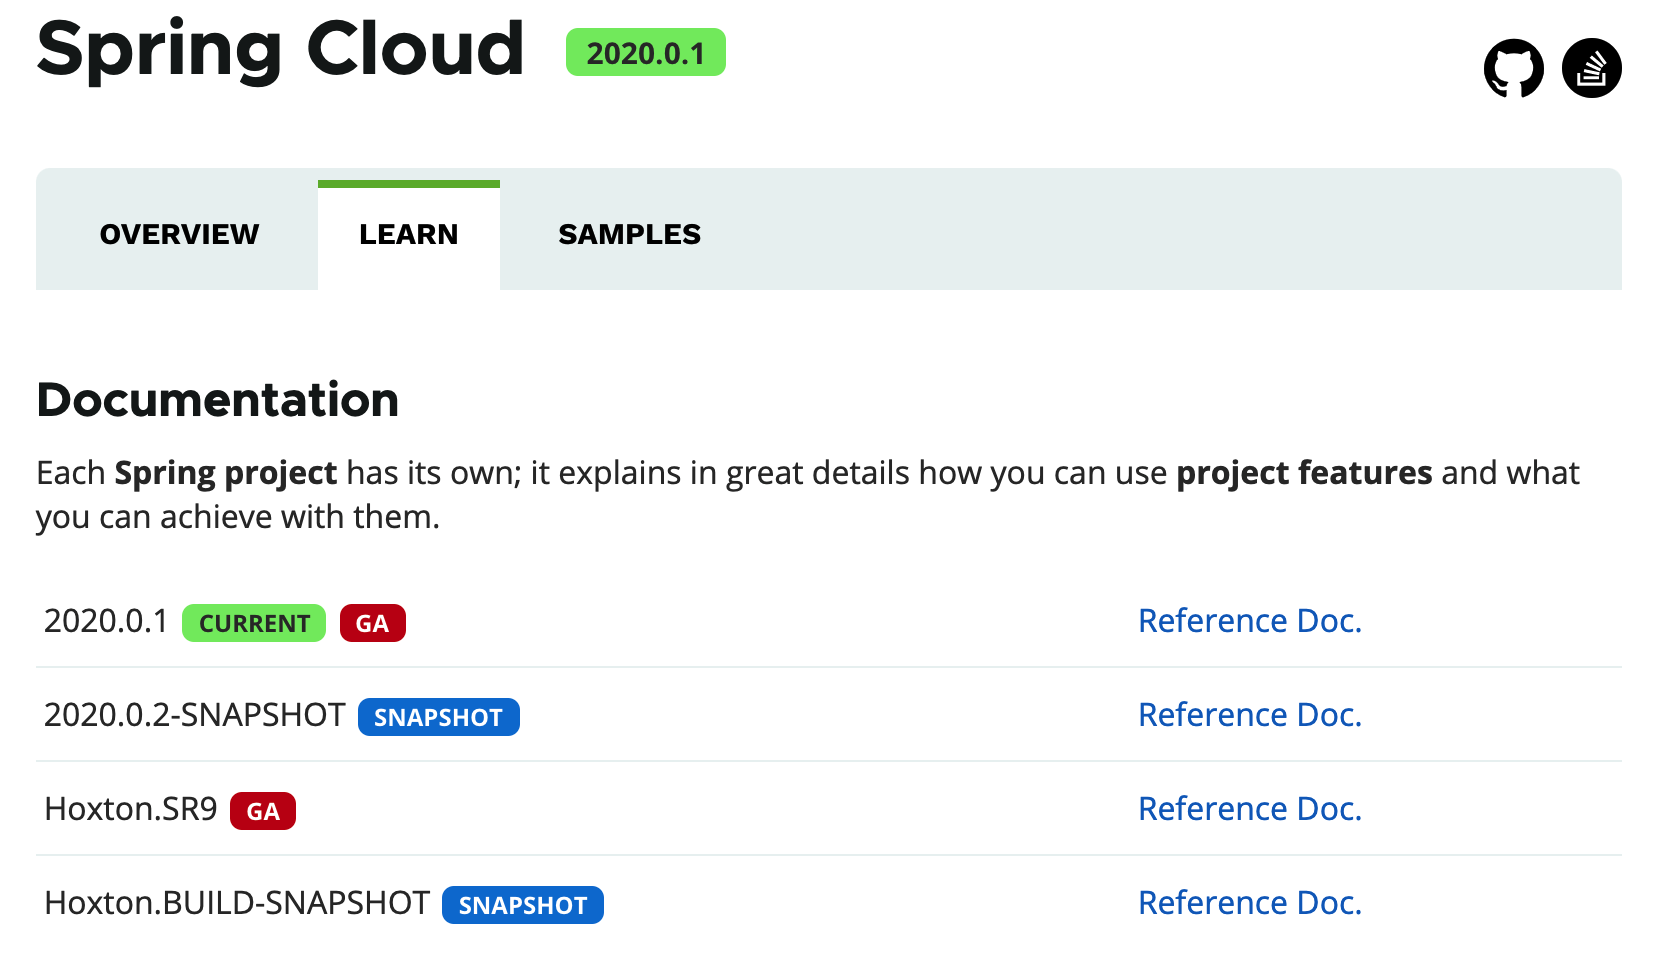 Spring Cloud 2020.0.1
OVERVIEW LEARN SAMPLES
Documentation
Each Spring project has its own; it explains in great details how you can use project features and what
you can achieve with them.
2020.0.1 CURRENT GA Reference Doc.
2020.0.2-SNAPSHOT SNAPSHOT Reference Doc.
Hoxton.SR9 GA Reference Doc.
Hoxton.BUILD-SNAPSHOT SNAPSHOT Reference Doc.